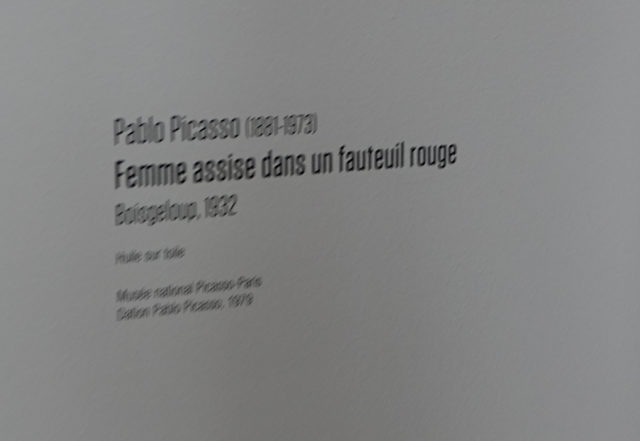 Pablo Picasso (1881-1973)
Femme assise dans un fauteuil rouge
Boisgeloup, 1932
Huile sur toile
Musée national Picasso-Paris
Dation Pablo Picasso, 1979